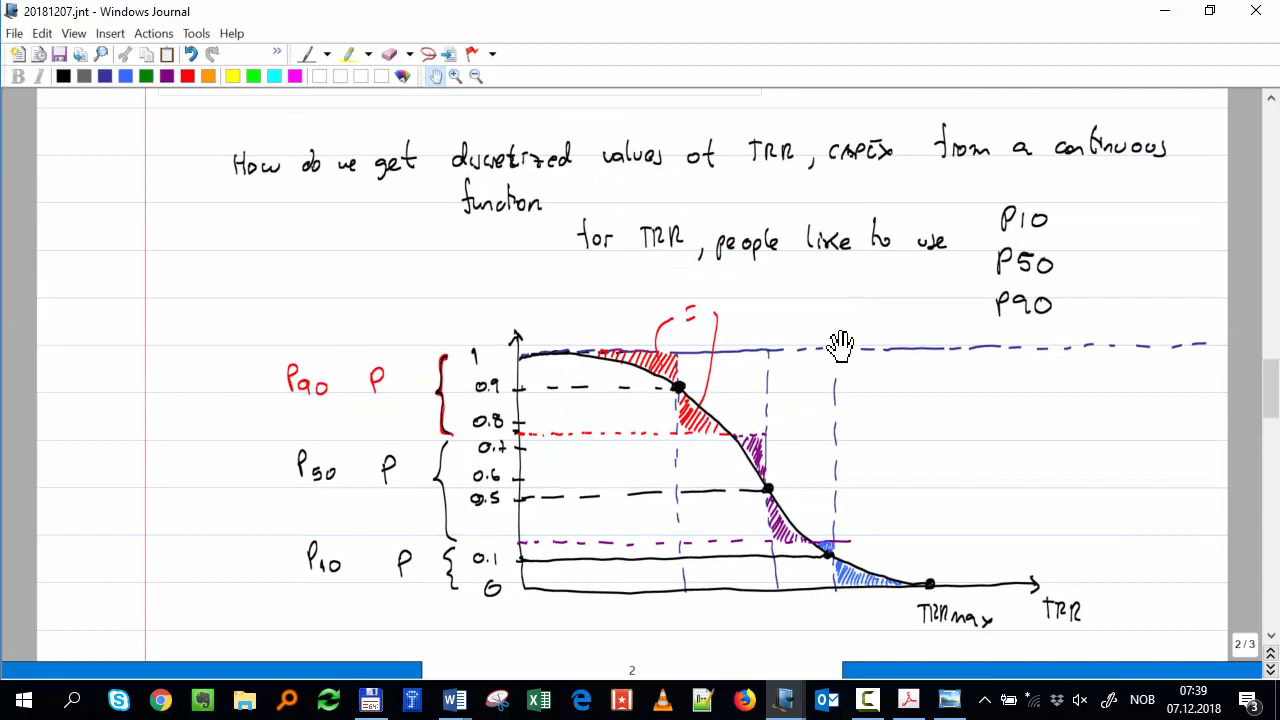 20181207.jnt - Windows Journal
File Edit View Insert Actions Tools Help
B I
How do we get discretized values of TRR, CAPEX from a continuous
function
for TRR, people like to use
P10
P50
P90
=
1
0.9
0.8
0.7
0.6
0.5
0.1
0
P90 P
P50 P
P10 P
TRRmax
TRR
2 / 3
2
NOB
07:39
07.12.2018
3